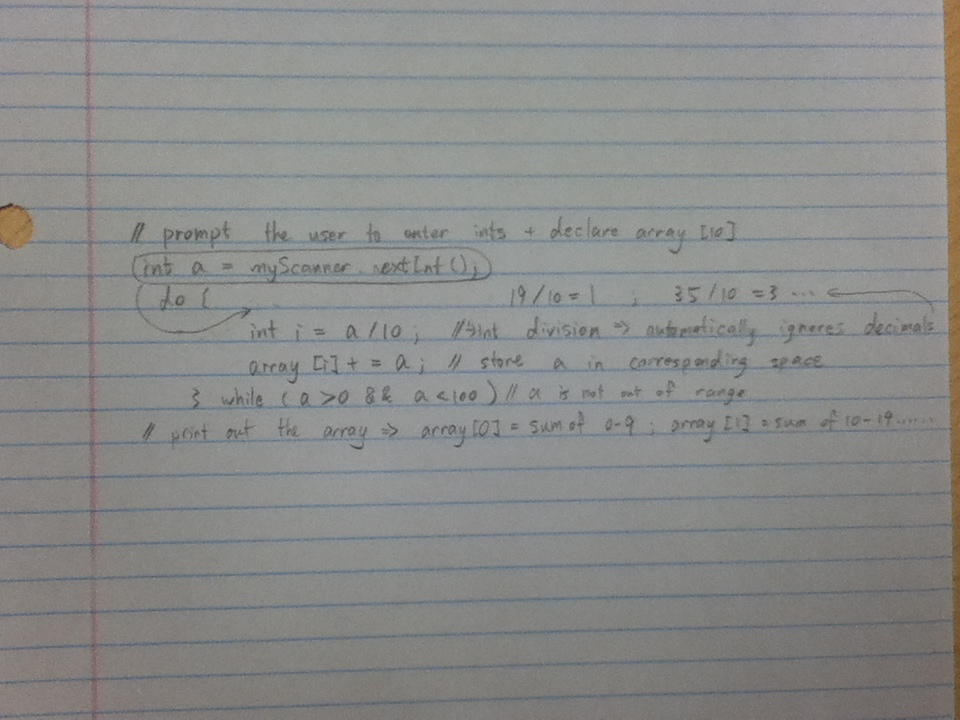 // prompt the user to enter ints + declare array [10]
int a = myScanner.nextInt();
do {
19/10 = 1 ; 35/10 = 3 ...
int i = a/10; // → int division ⇒ automatically ignores decimals
array [i] += a; // store a in corresponding space
} while (a > 0 && a < 100) // a is not out of range
// print out the array ⇒ array[0] = sum of 0-9 ; array [1] = sum of 10-19 ......